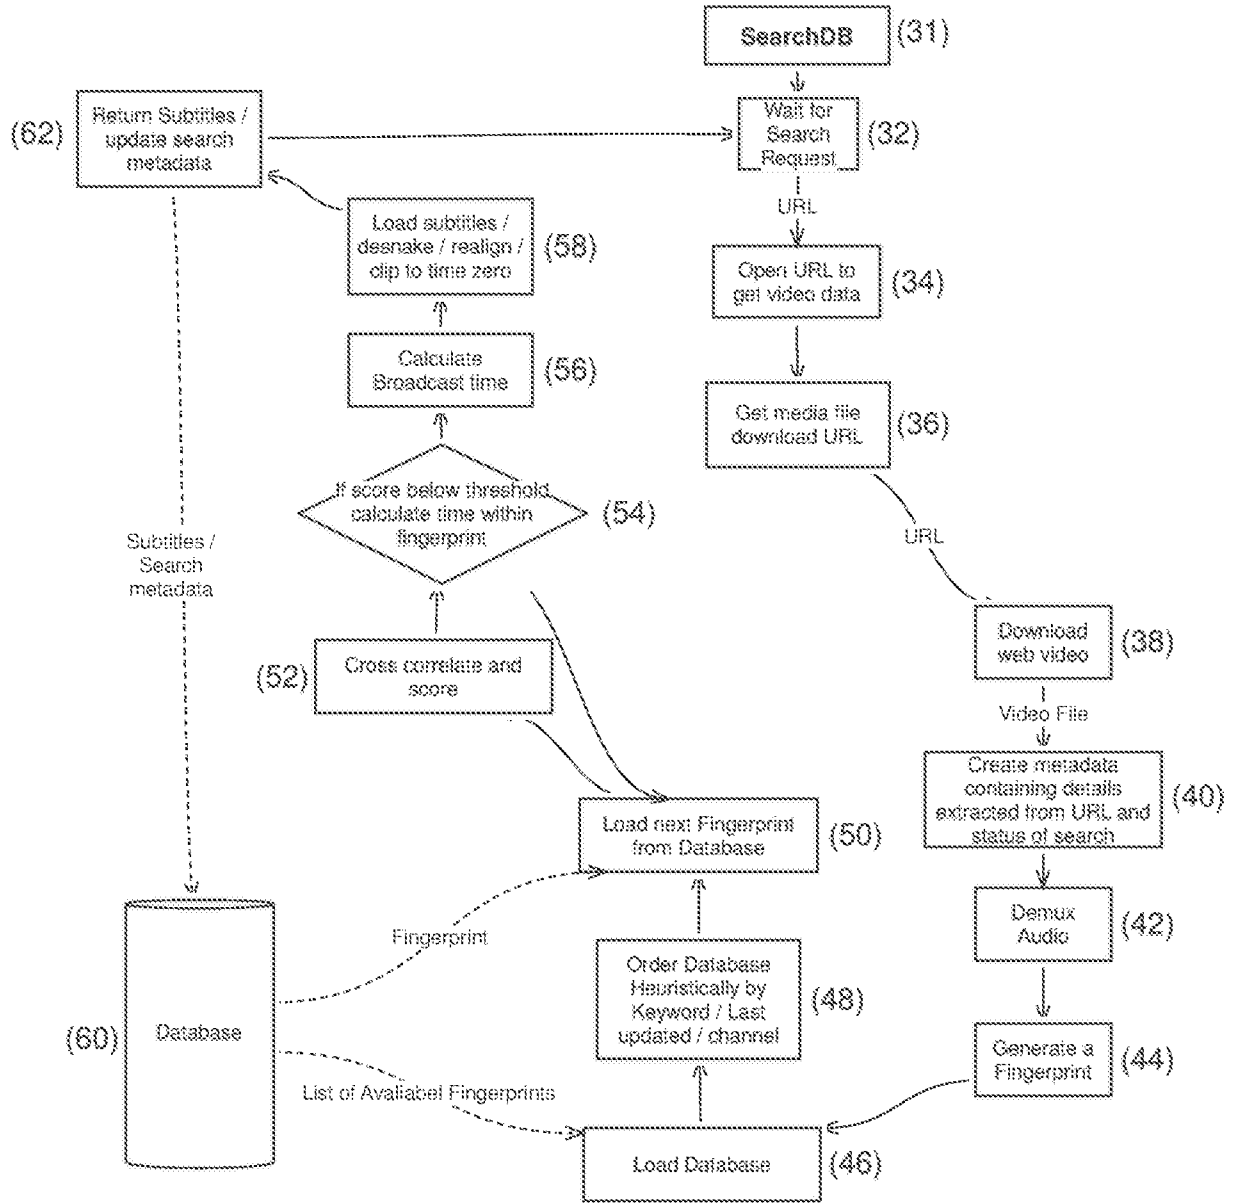 SearchDB
(31)
Wait for
Search
Request
(32)
URL
Open URL to
get video data
(34)
Get media file
download URL
(36)
URL
Download
web video
(38)
Video File
Create metadata
containing details
extracted from URL and
status of search
(40)
Demux
Audio
(42)
Generate a
Fingerprint
(44)
Load Database
(46)
Order Database
Heuristically by
Keyword / Last
updated / channel
(48)
Load next Fingerprint
from Database
(50)
Cross correlate and
score
(52)
If score below threshold
calculate time within
fingerprint
(54)
Calculate
Broadcast time
(56)
Load subtitles /
desnake / realign /
clip to time zero
(58)
Return Subtitles /
update search
metadata
(62)
Subtitles /
Search
metadata
Database
(60)
Fingerprint
List of Avaliabel Fingerprints